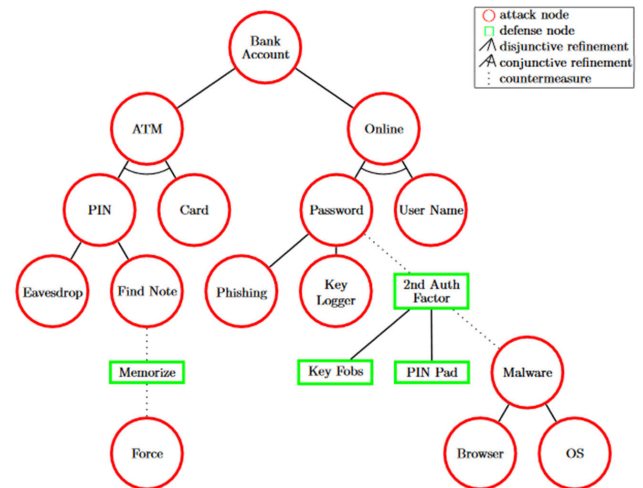 Bank
Account
attack node
defense node
disjunctive refinement
conjunctive refinement
countermeasure
ATM
Online
PIN
Card
Password
User Name
Eavesdrop
Find Note
Phishing
Key
Logger
2nd Auth
Factor
Memorize
Key Fobs
PIN Pad
Malware
Force
Browser
OS